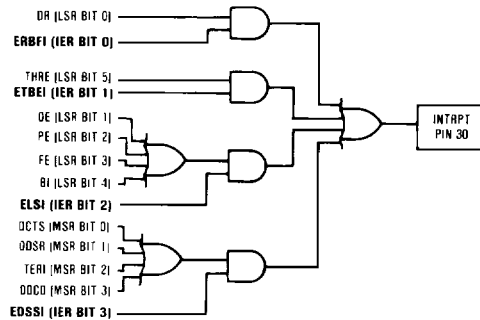 DR (LSR BIT 0)
ERBFI (IER BIT 0)
THRE (LSR BIT 5)
ETBEI (IER BIT 1)
OE (LSR BIT 1)
PE (LSR BIT 2)
FE (LSR BIT 3)
BI (LSR BIT 4)
ELSI (IER BIT 2)
DCTS (MSR BIT 0)
DDSR (MSR BIT 1)
TERI (MSR BIT 2)
DDCD (MSR BIT 3)
EDSSI (IER BIT 3)
INTRPT
PIN 30